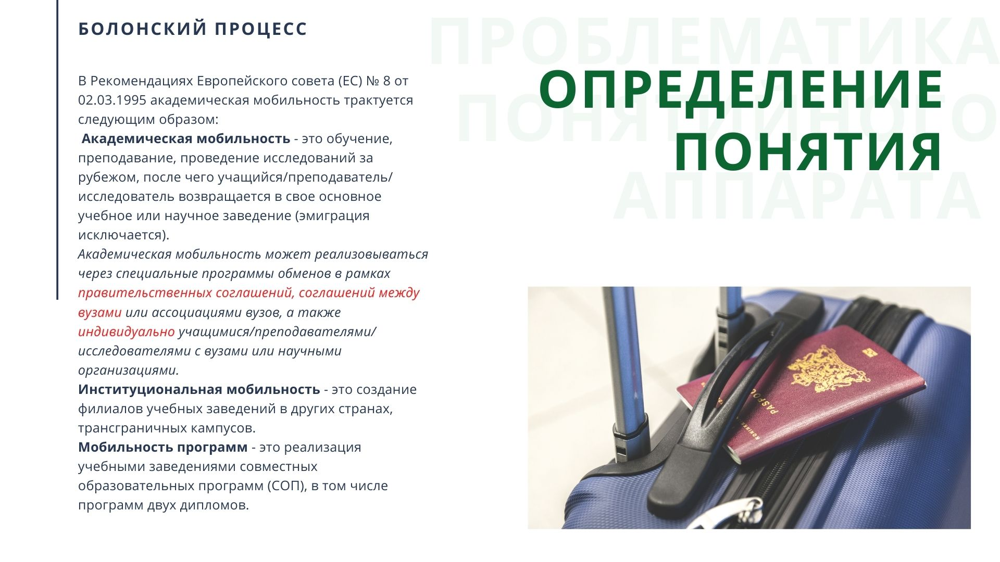 БОЛОНСКИЙ ПРОЦЕСС
В Рекомендациях Европейского совета (ЕС) № 8 от
02.03.1995 академическая мобильность трактуется
следующим образом:
Академическая мобильность - это обучение,
преподавание, проведение исследований за
рубежом, после чего учащийся/преподаватель/
исследователь возвращается в свое основное
учебное или научное заведение (эмиграция
исключается).
Академическая мобильность может реализовываться
через специальные программы обменов в рамках
правительственных соглашений, соглашений между
вузами или ассоциациями вузов, а также
индивидуально учащимися/преподавателями/
исследователями с вузами или научными
организациями.
Институциональная мобильность - это создание
филиалов учебных заведений в других странах,
трансграничных кампусов.
Мобильность программ - это реализация
учебными заведениями совместных
образовательных программ (СОП), в том числе
программ двух дипломов.
ПРОБЛЕМАТИКА
ПОНЯТИЙНОГО
АППАРАТА
ОПРЕДЕЛЕНИЕ
ПОНЯТИЯ